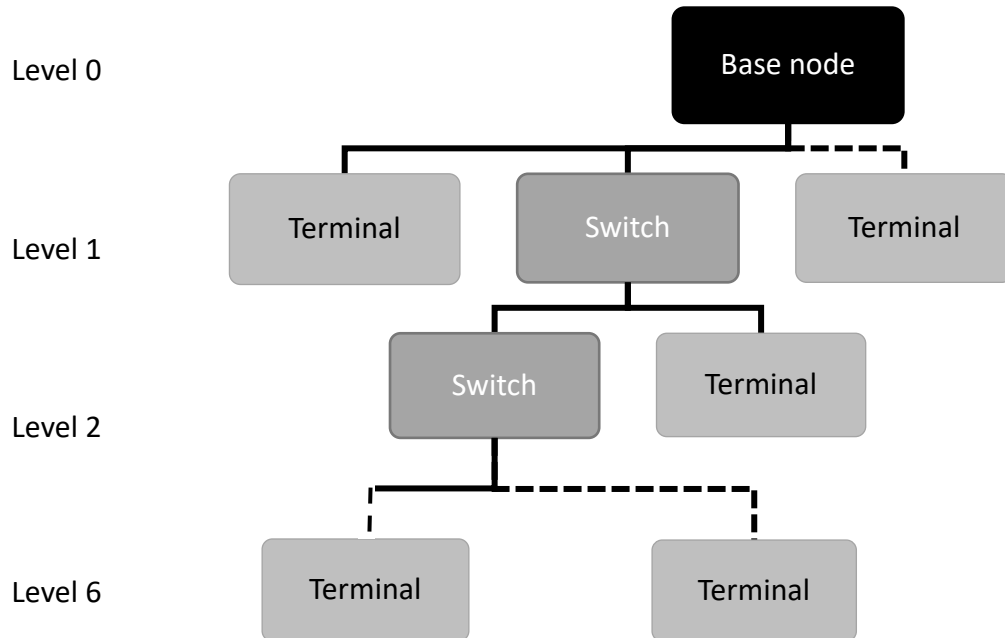 Level 0
Base node
Level 1
Terminal
Switch
Terminal
Level 2
Switch
Terminal
Level 6
Terminal
Terminal